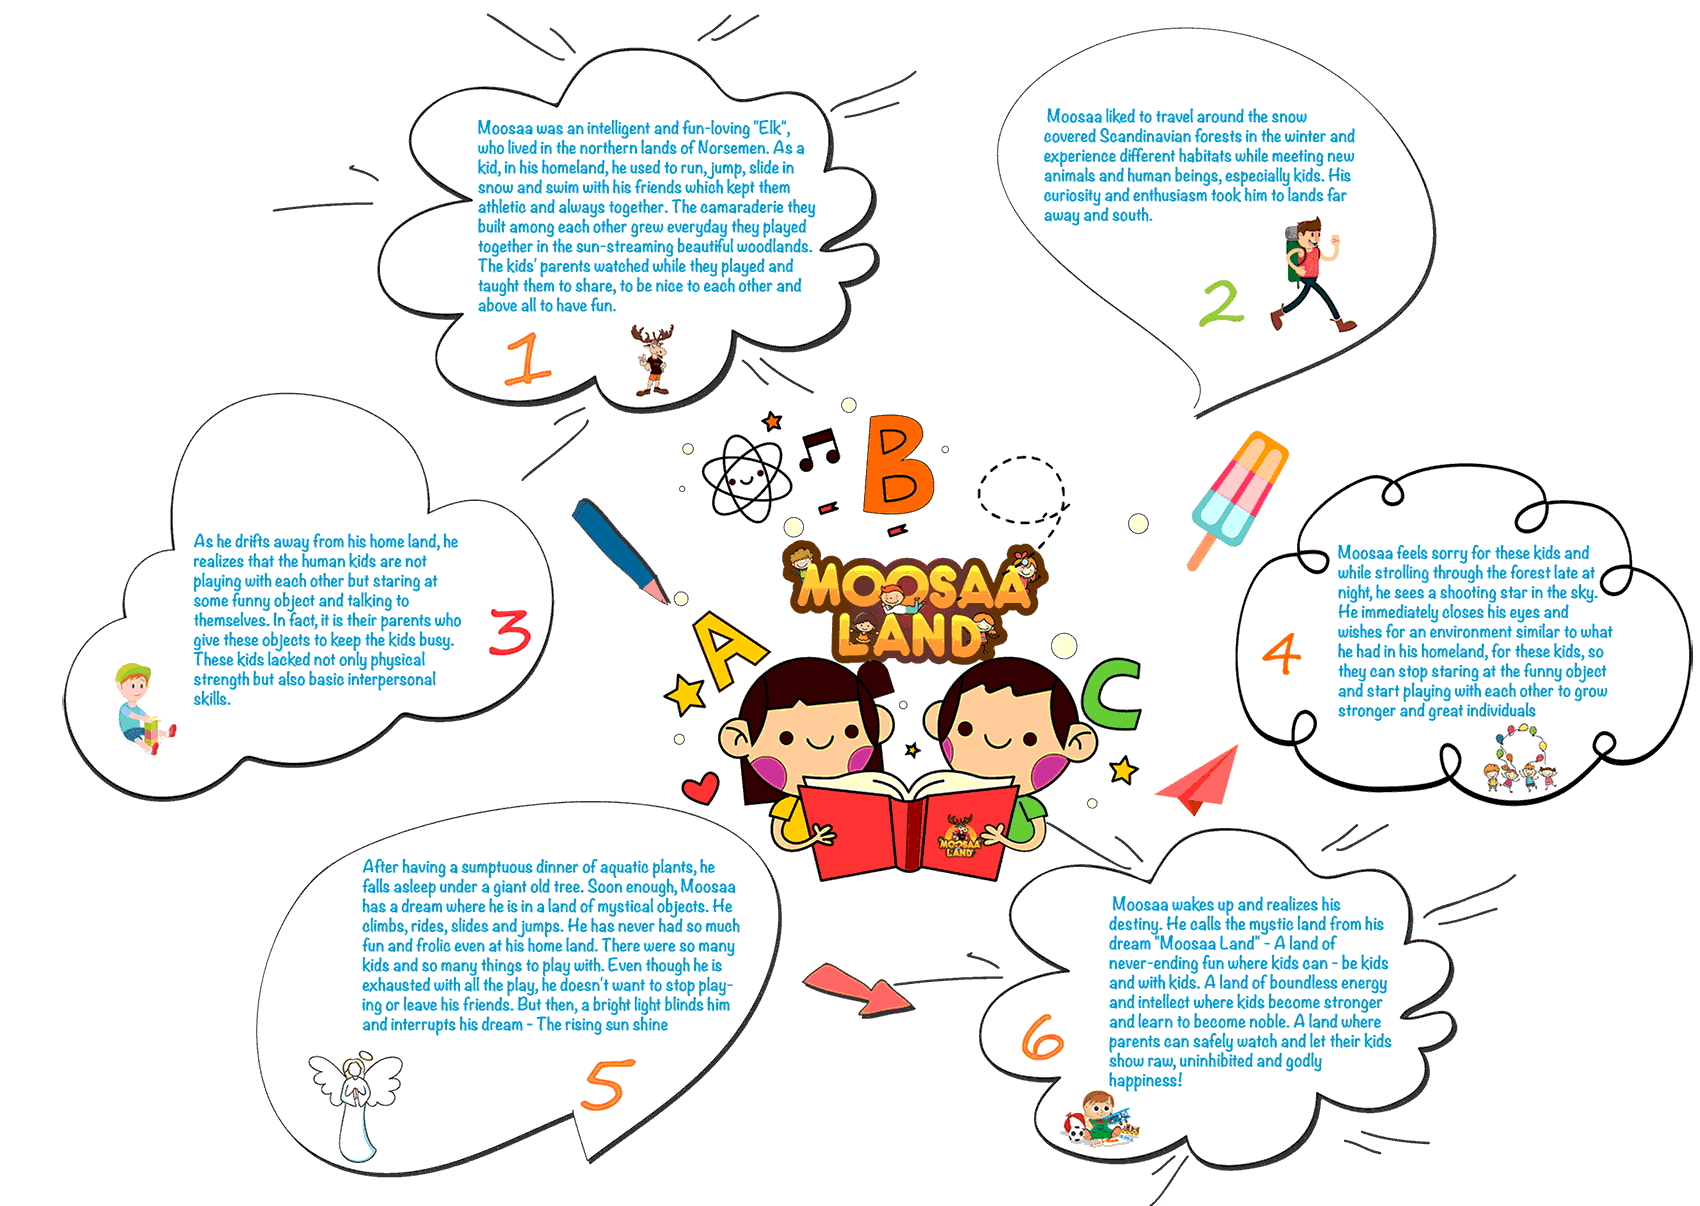 Moosaa was an intelligent and fun-loving "Elk",
who lived in the northern lands of Norsemen. As a
kid, in his homeland, he used to run, jump, slide in
snow and swim with his friends which kept them
athletic and always together. The camaraderie they
built among each other grew everyday they played
together in the sun-streaming beautiful woodlands.
The kids' parents watched while they played and
taught them to share, to be nice to each other and
above all to have fun.
1
Moosaa liked to travel around the snow
covered Scandinavian forests in the winter and
experience different habitats while meeting new
animals and human beings, especially kids. His
curiosity and enthusiasm took him to lands far
away and south.
2
As he drifts away from his home land, he
realizes that the human kids are not
playing with each other but staring at
some funny object and talking to
themselves. In fact, it is their parents who
give these objects to keep the kids busy.
These kids lacked not only physical
strength but also basic interpersonal
skills.
3
B
MOOSAA
LAND
A
C
MOOSAA
LAND
Moosaa feels sorry for these kids and
while strolling through the forest late at
night, he sees a shooting star in the sky.
He immediately closes his eyes and
wishes for an environment similar to what
he had in his homeland, for these kids, so
they can stop staring at the funny object
and start playing with each other to grow
stronger and great individuals
4
After having a sumptuous dinner of aquatic plants, he
falls asleep under a giant old tree. Soon enough, Moosaa
has a dream where he is in a land of mystical objects. He
climbs, rides, slides and jumps. He has never had so much
fun and frolic even at his home land. There were so many
kids and so many things to play with. Even though he is
exhausted with all the play, he doesn't want to stop play-
ing or leave his friends. But then, a bright light blinds him
and interrupts his dream - The rising sun shine
5
Moosaa wakes up and realizes his
destiny. He calls the mystic land from his
dream "Moosaa Land" - A land of
never-ending fun where kids can - be kids
and with kids. A land of boundless energy
and intellect where kids become stronger
and learn to become noble. A land where
parents can safely watch and let their kids
show raw, uninhibited and godly
happiness!
6